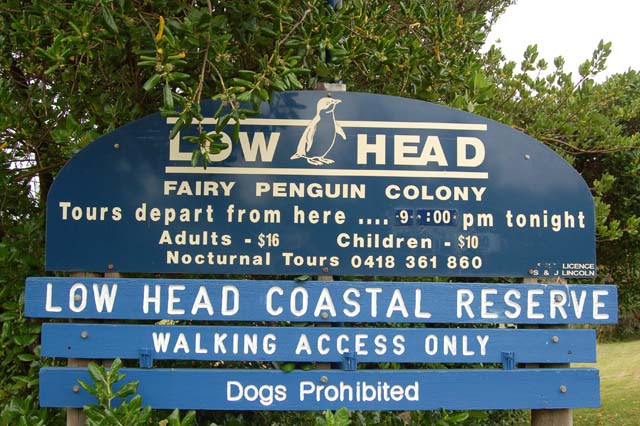 LOW HEAD
FAIRY PENGUIN COLONY
Tours depart from here .... 9:00 pm tonight
Adults - $16 Children - $10
Nocturnal Tours 0418 361 860
LICENCE
S & J LINCOLN
LOW HEAD COASTAL RESERVE
WALKING ACCESS ONLY
Dogs Prohibited